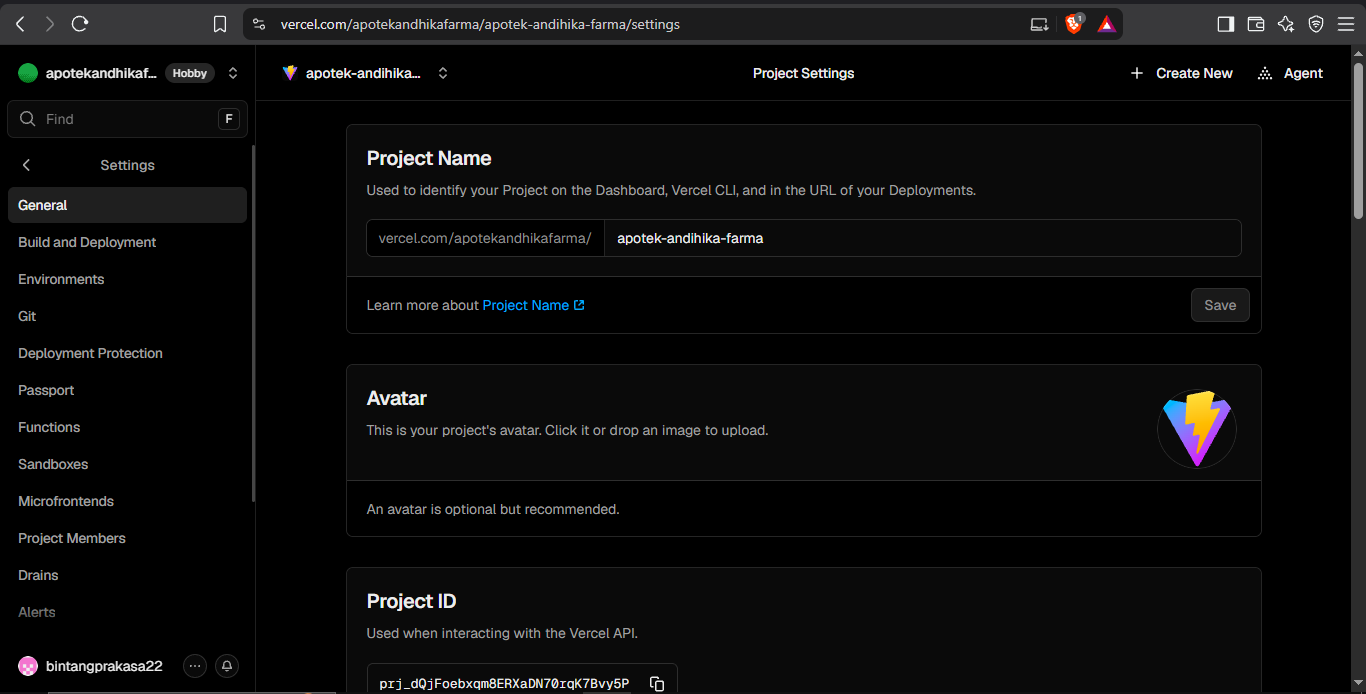 vercel.com/apotekandhikafarma/apotek-andihika-farma/settings
1
apotekandhikaf...
Hobby
apotek-andihika...
Project Settings
Create New
Agent
Find
F
Settings
General
Build and Deployment
Environments
Git
Deployment Protection
Passport
Functions
Sandboxes
Microfrontends
Project Members
Drains
Alerts
bintangprakasa22
Project Name
Used to identify your Project on the Dashboard, Vercel CLI, and in the URL of your Deployments.
vercel.com/apotekandhikafarma/
apotek-andihika-farma
Learn more about Project Name
Save
Avatar
This is your project's avatar. Click it or drop an image to upload.
An avatar is optional but recommended.
Project ID
Used when interacting with the Vercel API.
prj_dQjFoebxqm8ERXaDN70rqK7Bvy5P